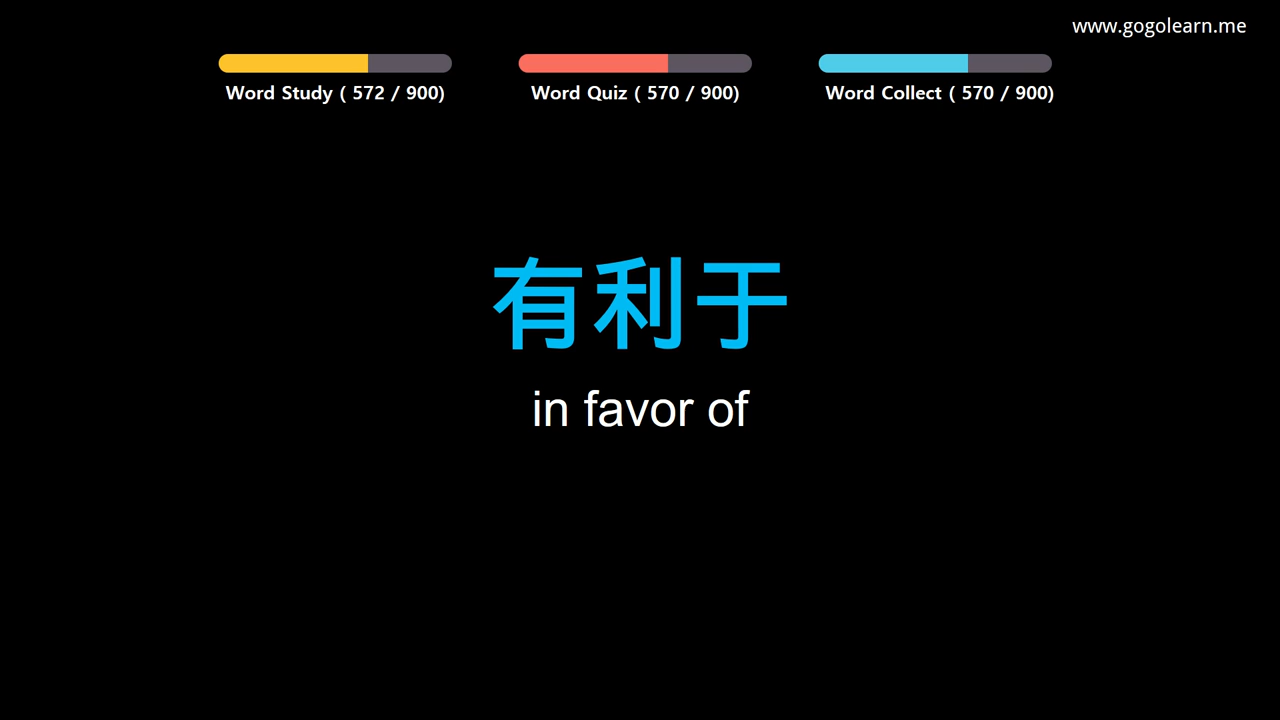 www.gogolearn.me
Word Study ( 572 / 900)
Word Quiz ( 570 / 900)
Word Collect ( 570 / 900)
有利于
in favor of